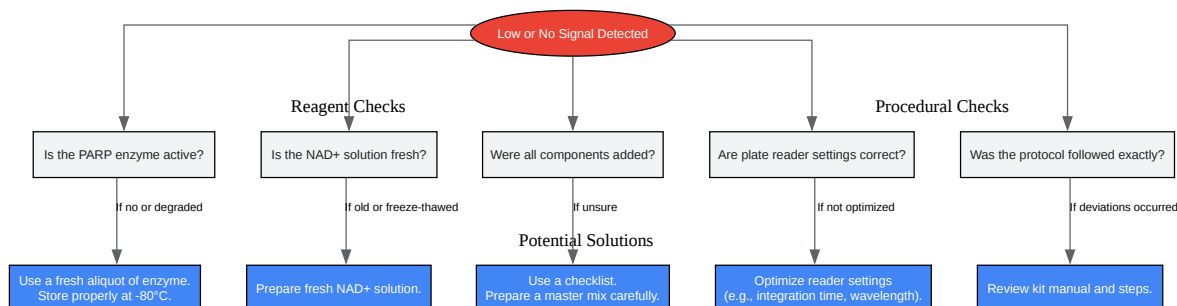 Low or No Signal Detected
Reagent Checks
Procedural Checks
Is the PARP enzyme active?
Is the NAD+ solution fresh?
Were all components added?
Are plate reader settings correct?
Was the protocol followed exactly?
If no or degraded
If old or freeze-thawed
If unsure
If not optimized
If deviations occurred
Potential Solutions
Use a fresh aliquot of enzyme.
Store properly at -80°C.
Prepare fresh NAD+ solution.
Use a checklist.
Prepare a master mix carefully.
Optimize reader settings
(e.g., integration time, wavelength).
Review kit manual and steps.